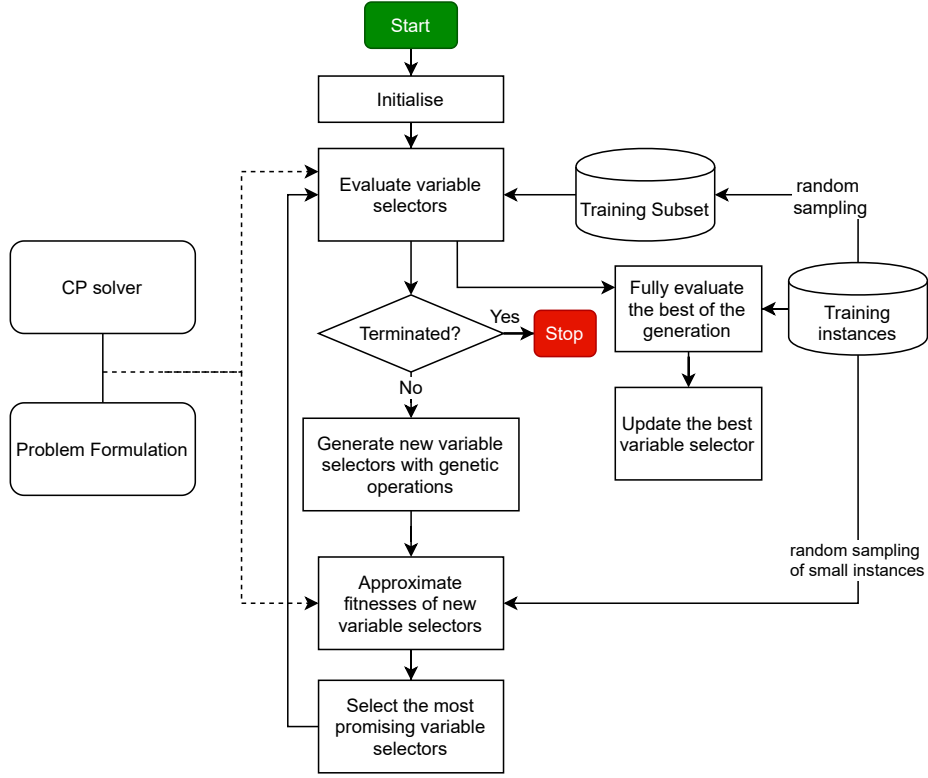 Start
Initialise
Evaluate variable
selectors
Training Subset
random
sampling
CP solver
Fully evaluate
the best of the
generation
Training
instances
Terminated?
Yes
Stop
No
Problem Formulation
Generate new variable
selectors with genetic
operations
Update the best
variable selector
random sampling
of small instances
Approximate
fitnesses of new
variable selectors
Select the most
promising variable
selectors